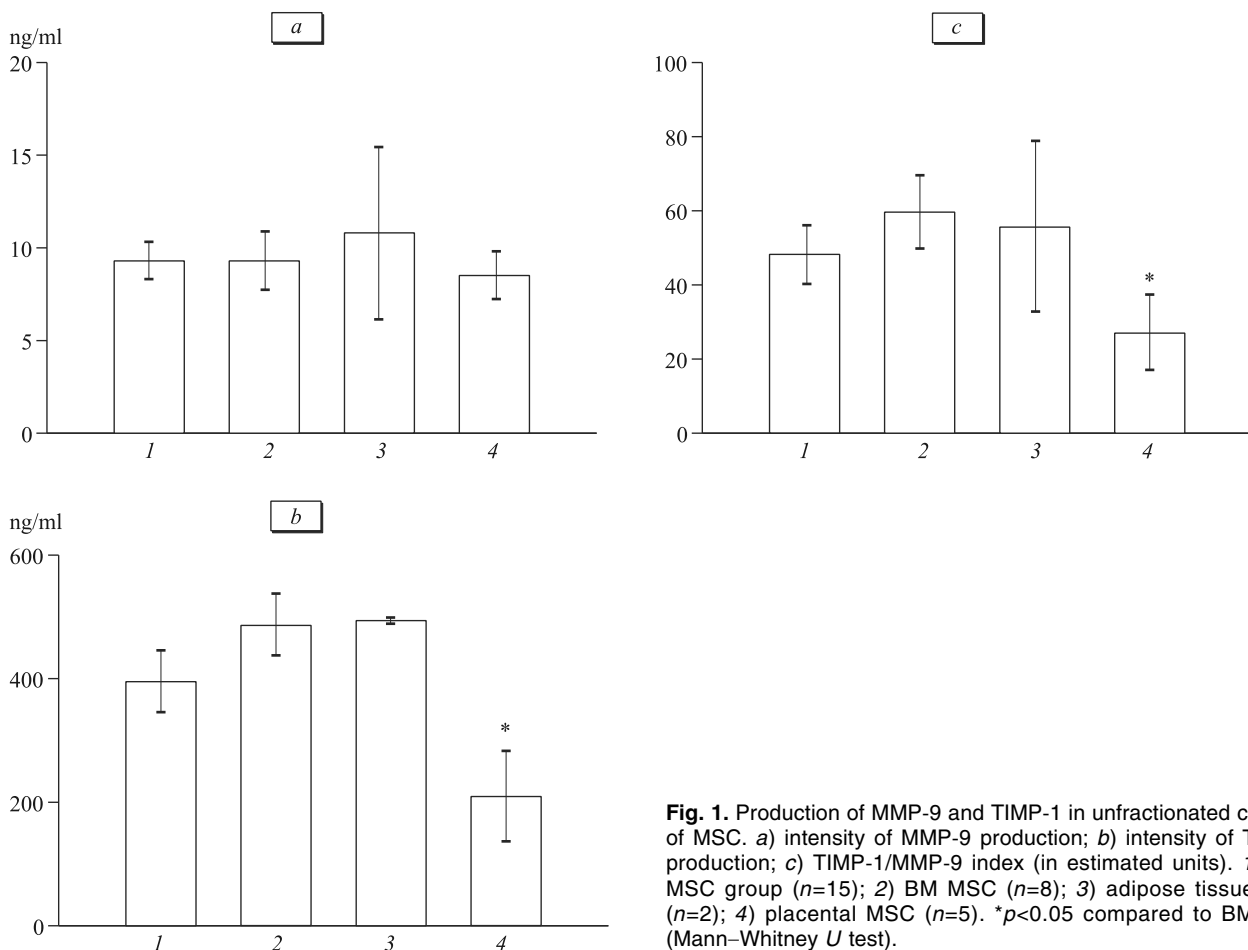 a
ng/ml
20
15
10
5
0
1 2 3 4
c
100
80
60
40
20
0
*
1 2 3 4
b
ng/ml
600
400
200
0
*
1 2 3 4
Fig. 1. Production of MMP-9 and TIMP-1 in unfractionated
of MSC. a) intensity of MMP-9 production; b) intensity of
production; c) TIMP-1/MMP-9 index (in estimated units).
MSC group (n=15); 2) BM MSC (n=8); 3) adipose tissue
(n=2); 4) placental MSC (n=5). *p<0.05 compared to BM
(Mann–Whitney U test).